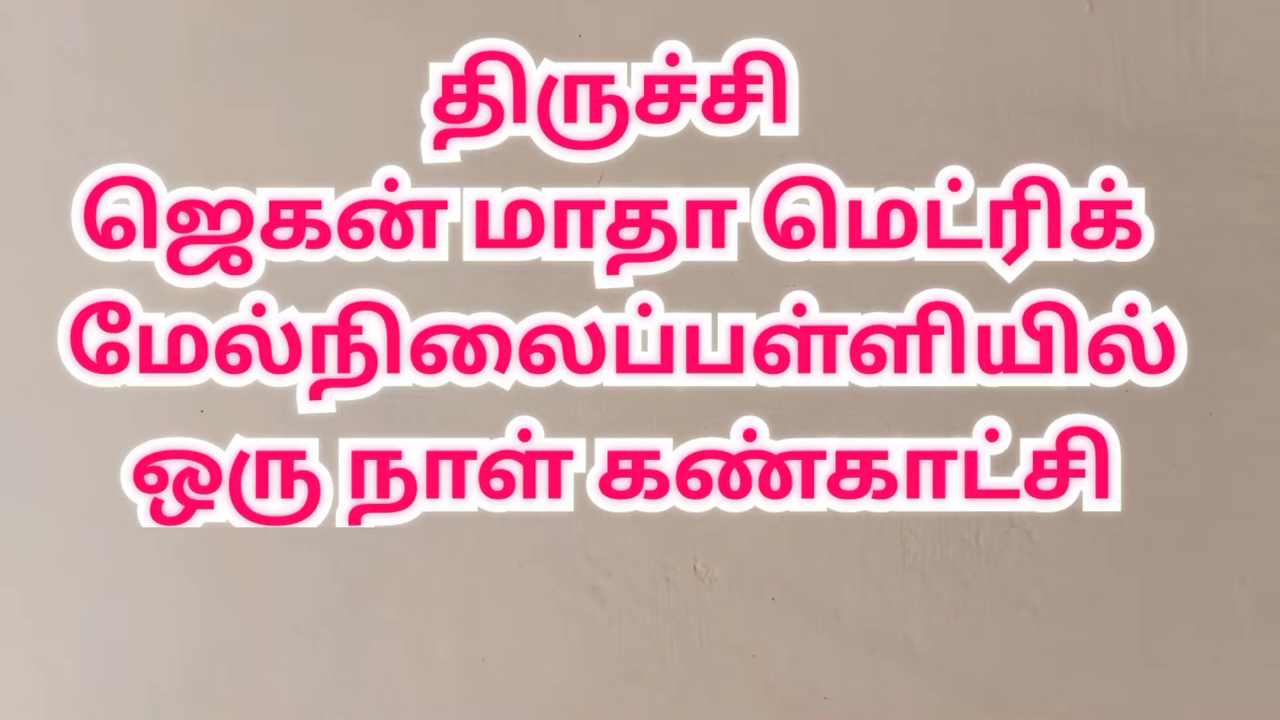 திருச்சி
ஜெகன் மாதா மெட்ரிக்
மேல்நிலைப்பள்ளியில்
ஒரு நாள் கண்காட்சி